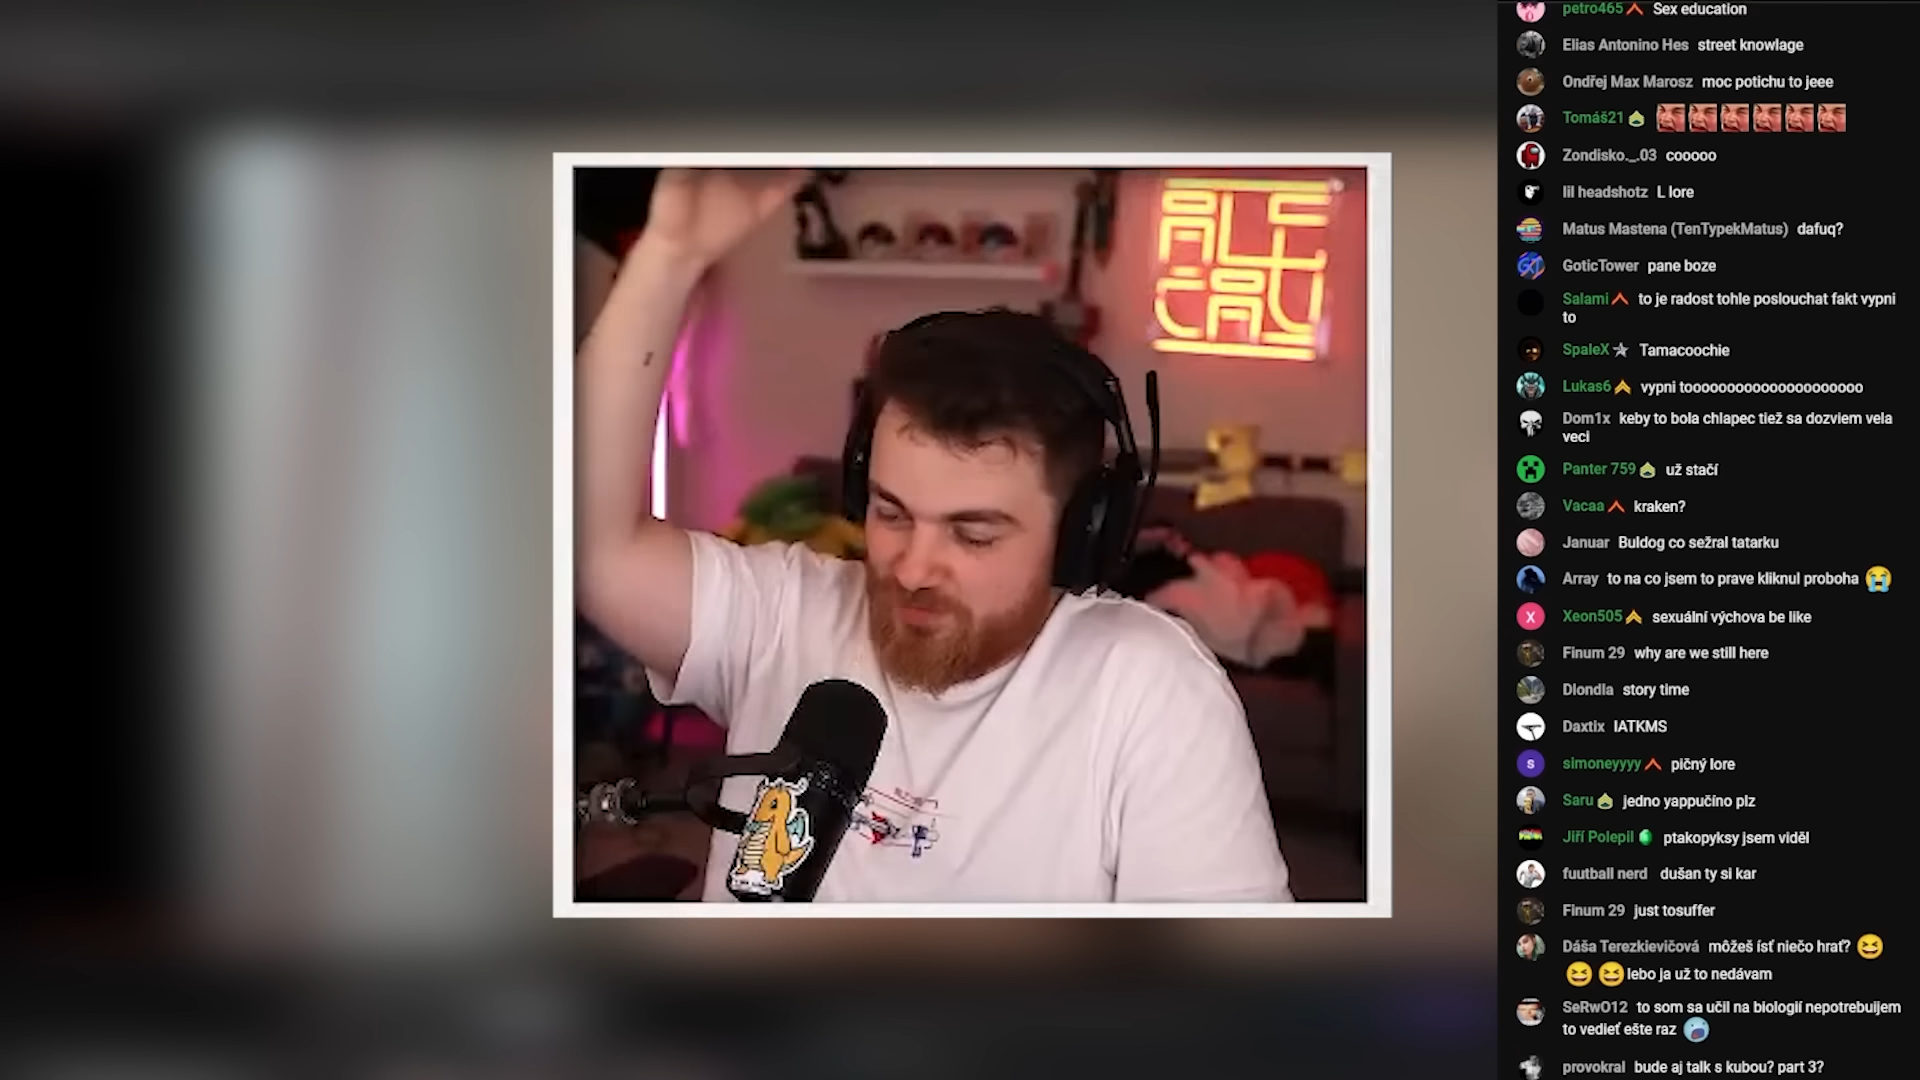 ALE
ČAU
petro465 Sex education
Elias Antonino Hes street knowlage
Ondřej Max Marosz moc potichu to jeee
Tomáš21
Zondisko._.03 cooooo
lil headshotz L lore
Matus Mastena (TenTypekMatus) dafuq?
GoticTower pane boze
Salami to je radost tohle poslouchat fakt vypni
to
SpaleX Tamacoochie
Lukas6 vypni tooooooooooooooooooooo
Dom1x keby to bola chlapec tiež sa dozviem vela
veci
Panter 759 už stačí
Vacaa kraken?
Januar Buldog co sežral tatarku
Array to na co jsem to prave kliknul proboha 😭
X
Xeon505 sexuální výchova be like
Finum 29 why are we still here
Dlondla story time
Daxtix IATKMS
s
simoneyyyy pičný lore
Saru jedno yappučíno plz
Jiří Polepil ptakopyksy jsem viděl
fuutball nerd dušan ty si kar
Finum 29 just tosuffer
Dáša Terezkievičová môžeš ísť niečo hrať? 😆
😆 😆 lebo ja už to nedávam
SeRwO12 to som sa učil na biologií nepotrebuijem
to vedieť ešte raz
provokral bude aj talk s kubou? part 3?